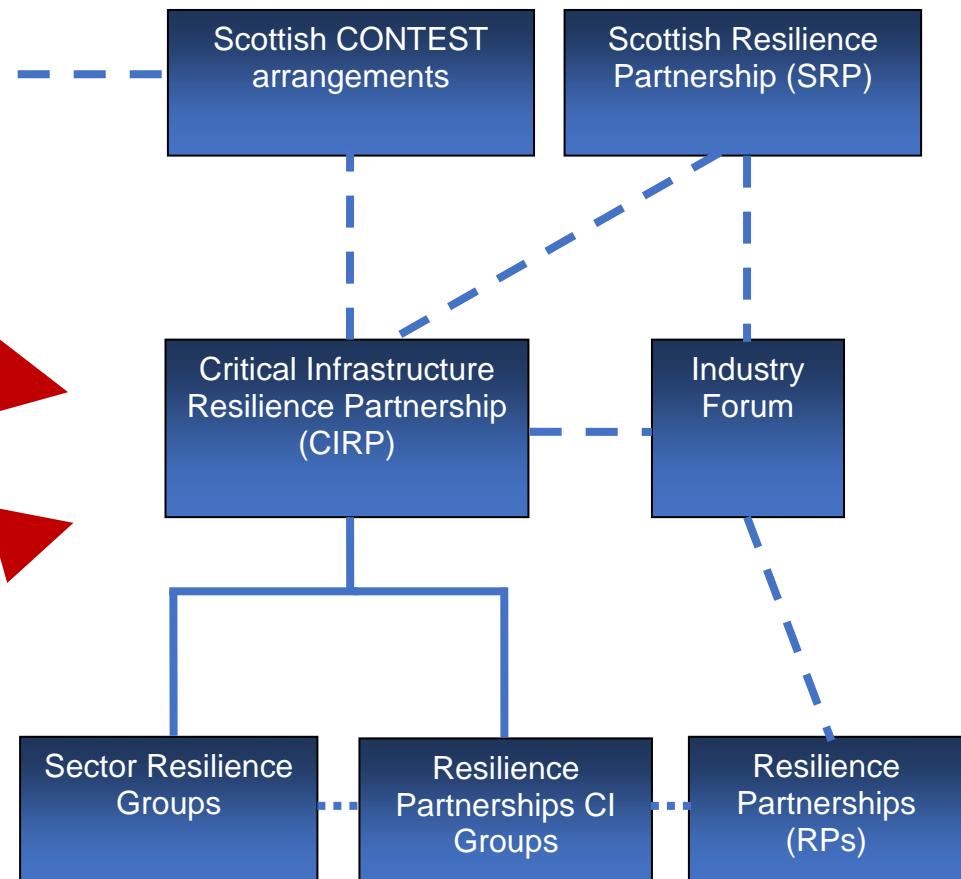 Scottish CONTEST
arrangements
Scottish Resilience
Partnership (SRP)
Critical Infrastructure
Resilience Partnership
(CIRP)
Industry
Forum
Sector Resilience
Groups
Resilience
Partnerships CI
Groups
Resilience
Partnerships
(RPs)